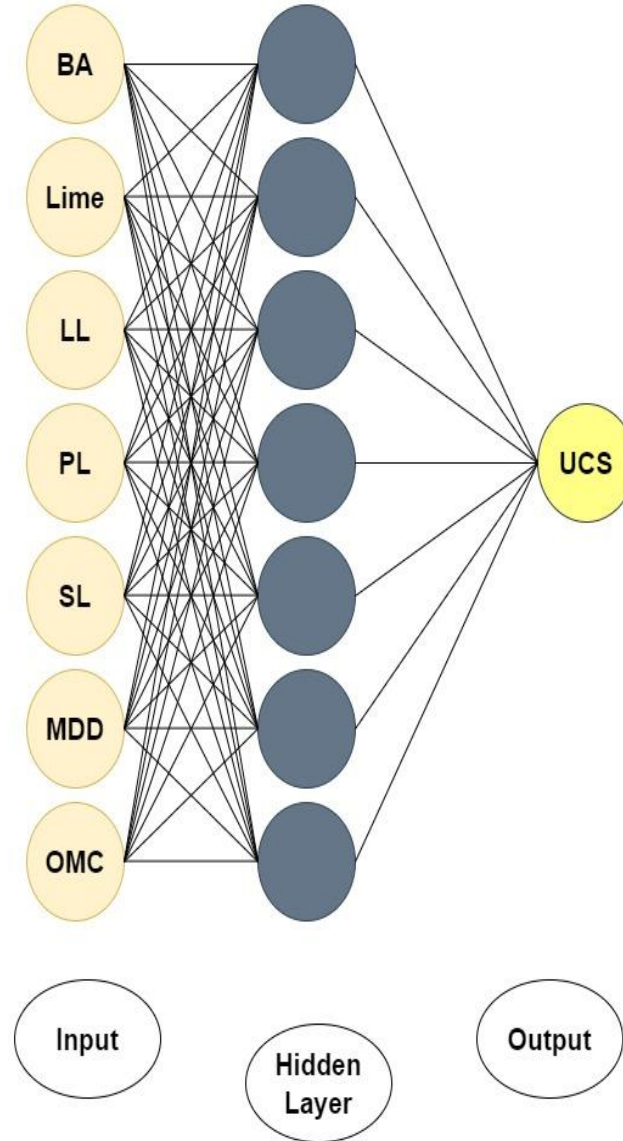 BA
Lime
LL
PL
UCS
SL
MDD
OMC
Input
Hidden
Layer
Output